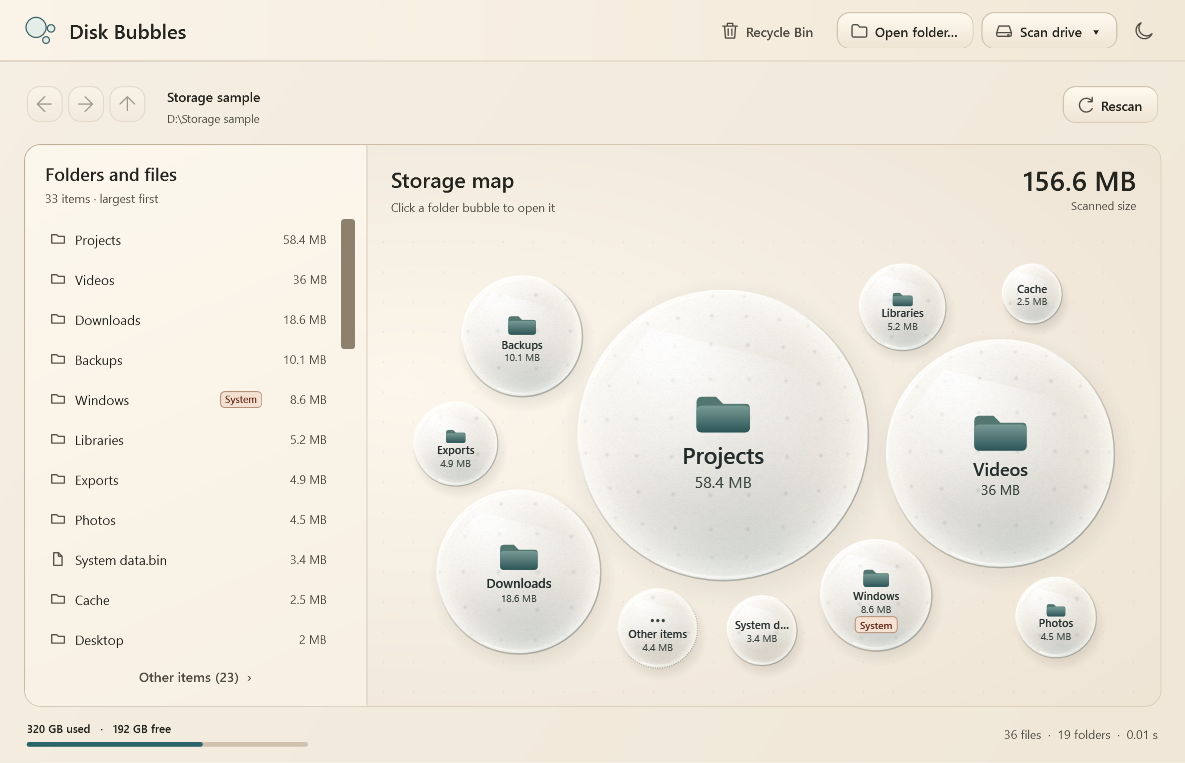 Disk Bubbles
Recycle Bin
Open folder...
Scan drive
Storage sample
D:\Storage sample
Rescan
Folders and files
33 items · largest first
Projects 58.4 MB
Videos 36 MB
Downloads 18.6 MB
Backups 10.1 MB
Windows System 8.6 MB
Libraries 5.2 MB
Exports 4.9 MB
Photos 4.5 MB
System data.bin 3.4 MB
Cache 2.5 MB
Desktop 2 MB
Other items (23) ›
Storage map
Click a folder bubble to open it
156.6 MB
Scanned size
Backups
10.1 MB
Libraries
5.2 MB
Cache
2.5 MB
Exports
4.9 MB
Projects
58.4 MB
Videos
36 MB
Downloads
18.6 MB
Other items
4.4 MB
System d...
3.4 MB
Windows
8.6 MB
System
Photos
4.5 MB
320 GB used · 192 GB free
36 files · 19 folders · 0.01 s